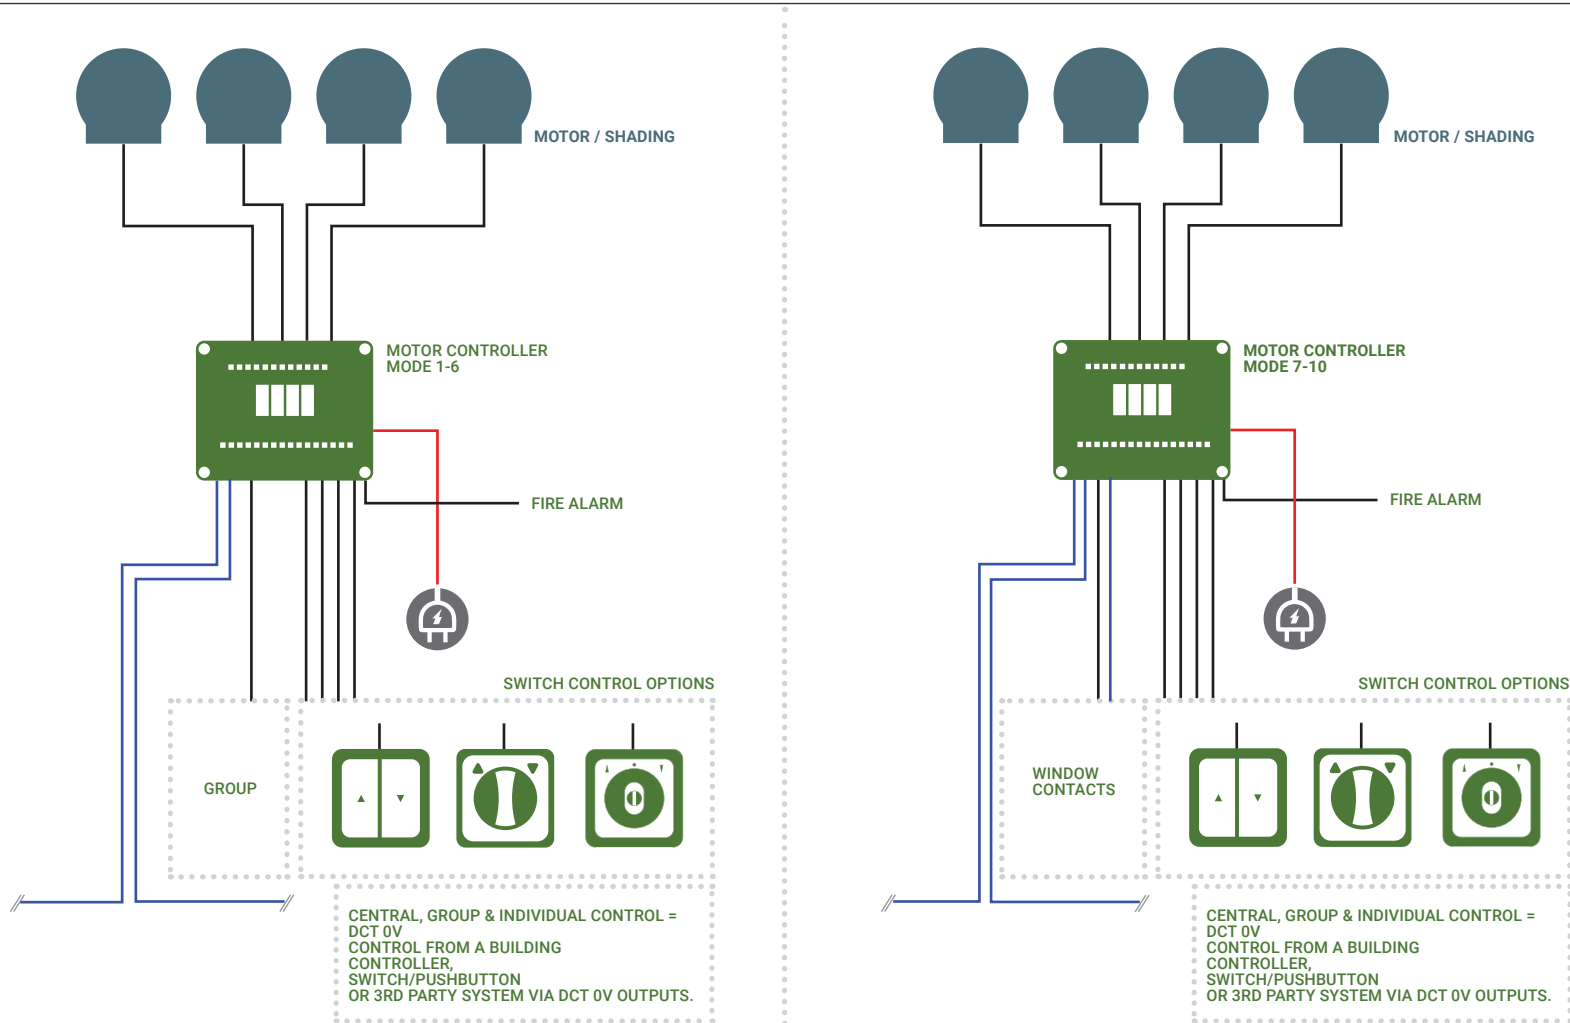 MOTOR / SHADING
MOTOR CONTROLLER
MODE 1-6
FIRE ALARM
SWITCH CONTROL OPTIONS
GROUP
CENTRAL, GROUP & INDIVIDUAL CONTROL =
DCT 0V
CONTROL FROM A BUILDING
CONTROLLER,
SWITCH/PUSHBUTTON
OR 3RD PARTY SYSTEM VIA DCT 0V OUTPUTS.
MOTOR / SHADING
MOTOR CONTROLLER
MODE 7-10
FIRE ALARM
SWITCH CONTROL OPTIONS
WINDOW
CONTACTS
CENTRAL, GROUP & INDIVIDUAL CONTROL =
DCT 0V
CONTROL FROM A BUILDING
CONTROLLER,
SWITCH/PUSHBUTTON
OR 3RD PARTY SYSTEM VIA DCT 0V OUTPUTS.